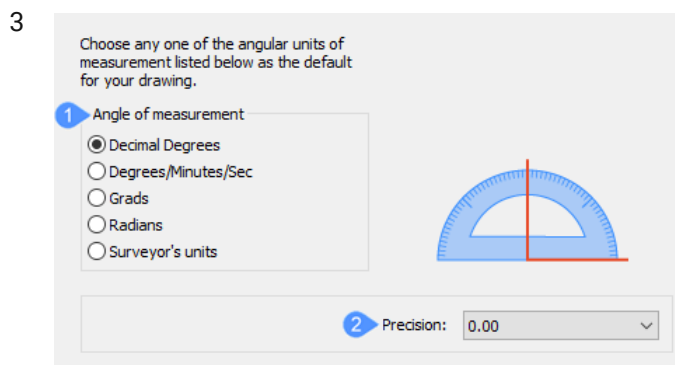 3
Choose any one of the angular units of
measurement listed below as the default
for your drawing.
1 Angle of measurement
Decimal Degrees
Degrees/Minutes/Sec
Grads
Radians
Surveyor's units
2 Precision: 0.00